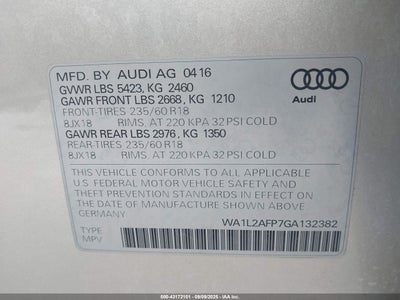 MFD. BY AUDI AG 04 16
GVWR LBS 5423, KG 2460
GAWR FRONT LBS 2668, KG 1210
FRONT-TIRES 235/60 R18
8JX18 RIMS, AT 220 KPA 32 PSI COLD
GAWR REAR LBS 2976, KG 1350
REAR-TIRES 235/60 R18
8JX18 RIMS, AT 220 KPA 32 PSI COLD
Audi
THIS VEHICLE CONFORMS TO ALL APPLICABLE
U.S. FEDERAL MOTOR VEHICLE SAFETY AND
THEFT PREVENTION STANDARDS IN EFFECT ON
THE DATE OF MANUFACTURE SHOWN ABOVE
GERMANY
WA1L2AFP7GA132382
TYPE
MPV